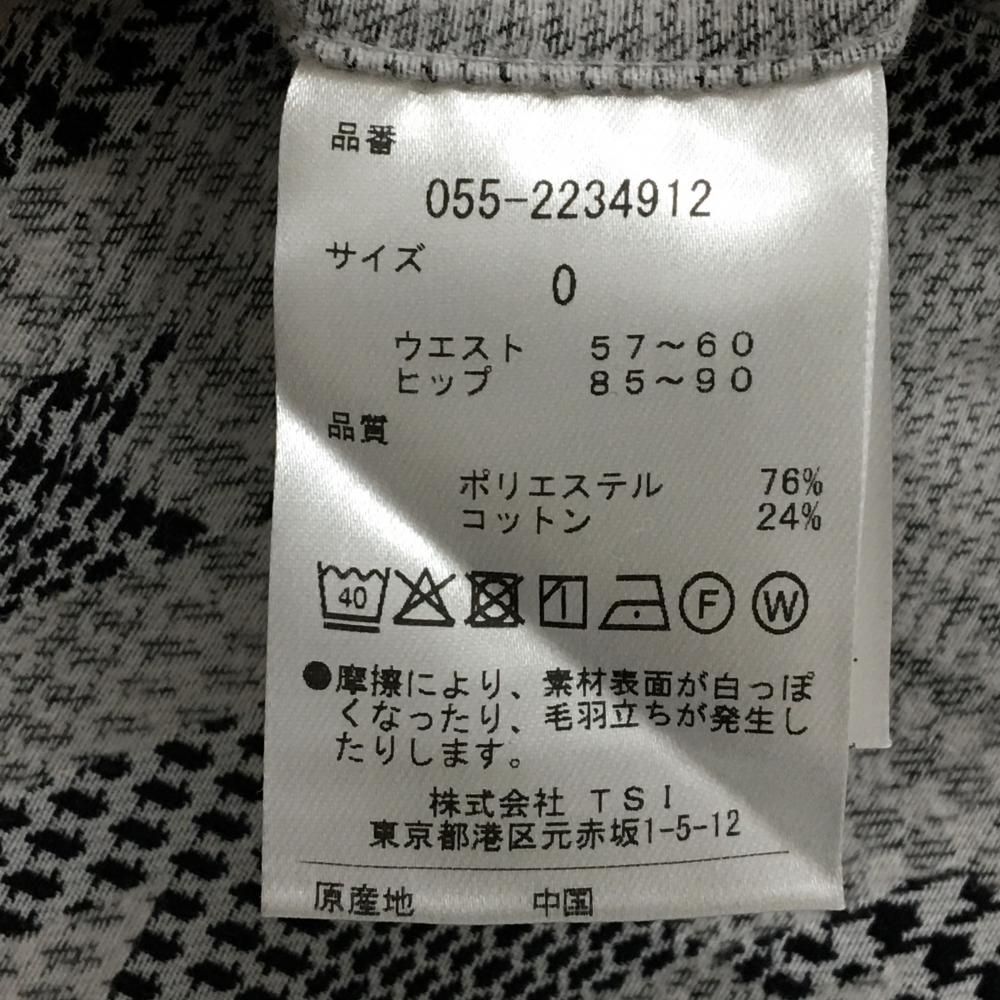 品番
055-2234912
サイズ
0
ウエスト 57~60
ヒップ 85~90
品質
ポリエステル 76%
コットン 24%
40 F W
●摩擦により、素材表面が白っぽ
くなったり、毛羽立ちが発生し
たりします。
株式会社 TSI
東京都港区元赤坂1-5-12
原産地 中国